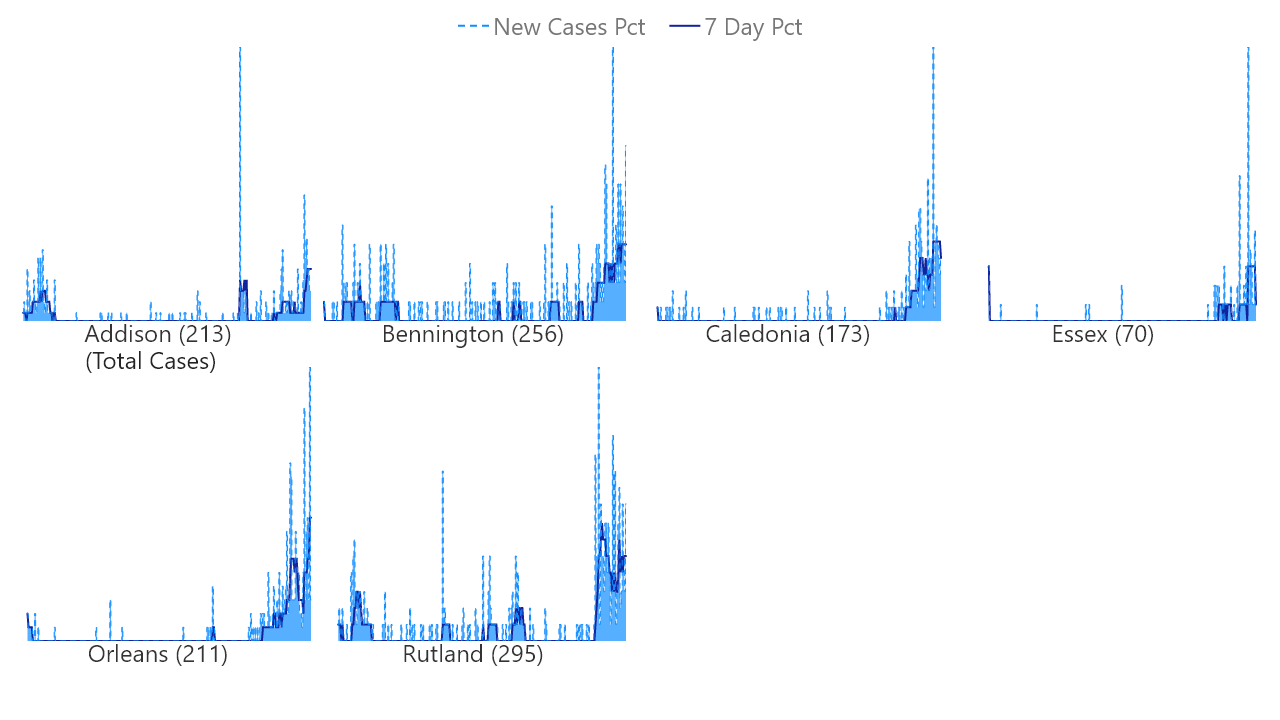 New Cases Pct 7 Day Pct
Addison (213)
(Total Cases)
Bennington (256)
Caledonia (173)
Essex (70)
Orleans (211)
Rutland (295)